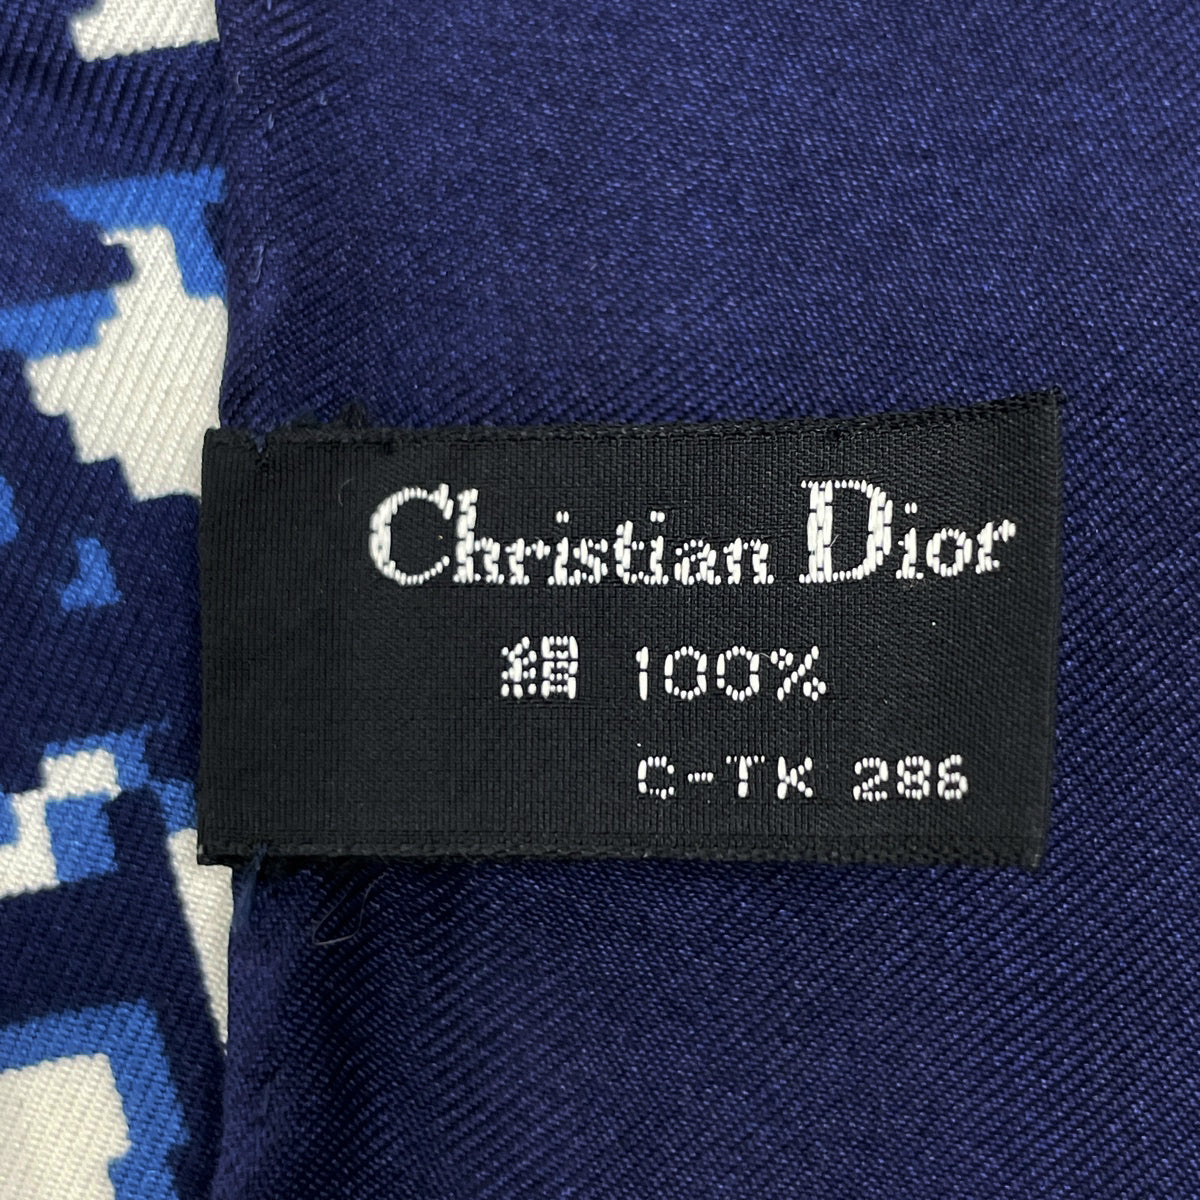 Christian Dior
絹 100%
C-TK 286